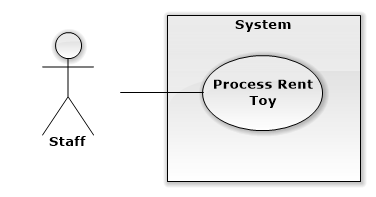 System
Process Rent
Toy
Staff